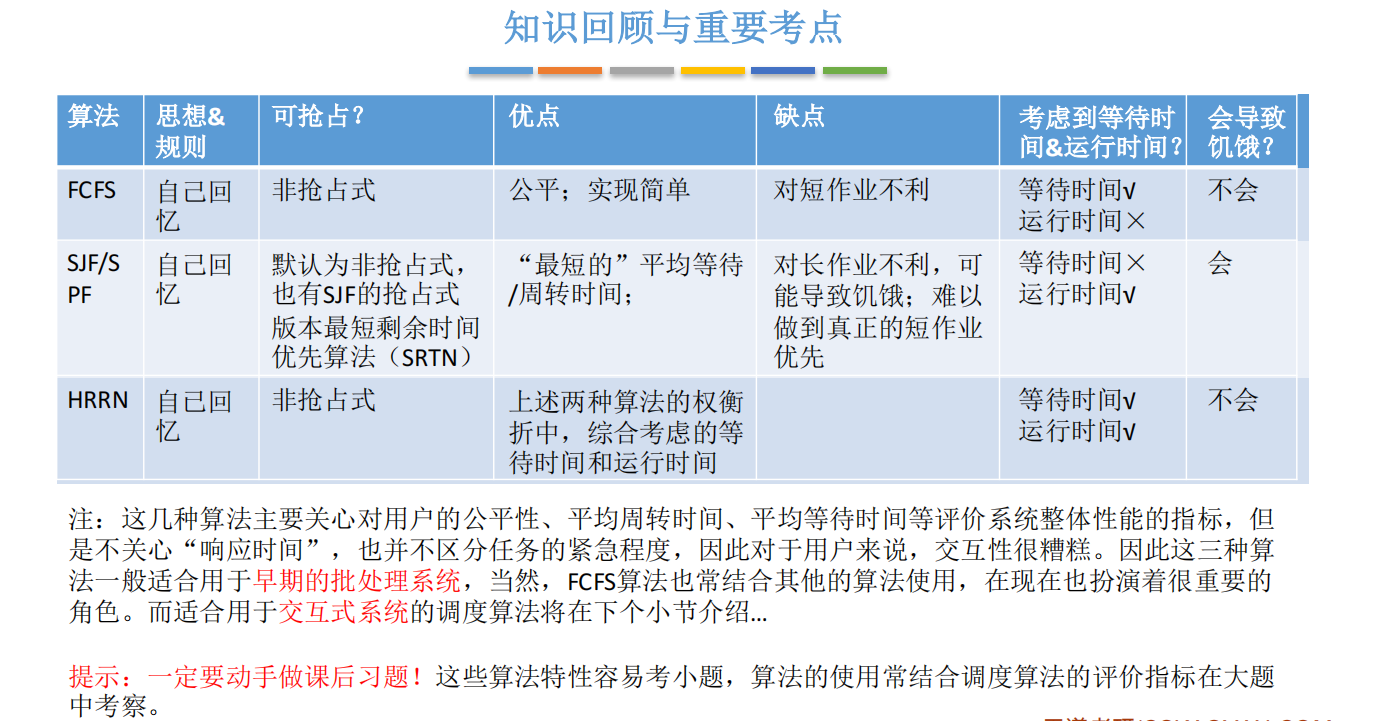 知识回顾与重要考点
算法
思想&
规则
可抢占？
优点
缺点
考虑到等待时
间&运行时间？
会导致
饥饿？
FCFS
自己回
忆
非抢占式
公平；实现简单
对短作业不利
等待时间√
运行时间×
不会
SJF/S
PF
自己回
忆
默认为非抢占式，
也有SJF的抢占式
版本最短剩余时间
优先算法（SRTN）
“最短的”平均等待
/周转时间；
对长作业不利，可
能导致饥饿；难以
做到真正的短作业
优先
等待时间×
运行时间√
会
HRRN
自己回
忆
非抢占式
上述两种算法的权衡
折中，综合考虑的等
待时间和运行时间
等待时间√
运行时间√
不会
注：这几种算法主要关心对用户的公平性、平均周转时间、平均等待时间等评价系统整体性能的指标，但
是不关心“响应时间”，也并不区分任务的紧急程度，因此对于用户来说，交互性很糟糕。因此这三种算
法一般适合用于早期的批处理系统，当然，FCFS算法也常结合其他的算法使用，在现在也扮演着很重要的
角色。而适合用于交互式系统的调度算法将在下个小节介绍…
提示：一定要动手做课后习题！这些算法特性容易考小题，算法的使用常结合调度算法的评价指标在大题
中考察。